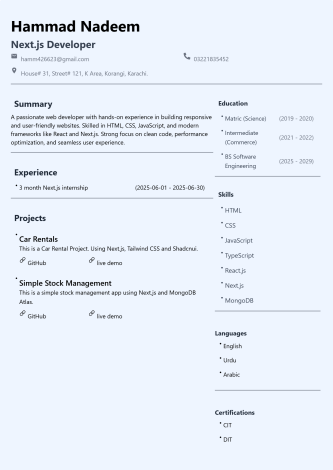 Hammad Nadeem
Next.js Developer
hamm426623@gmail.com
03221835452
House# 31, Street# 121, K Area, Korangi, Karachi.
Summary
A passionate web developer with hands-on experience in building responsive
and user-friendly websites. Skilled in HTML, CSS, JavaScript, and modern
frameworks like React and Next.js. Strong focus on clean code, performance
optimization, and seamless user experience.
Experience
3 month Next.js internship (2025-06-01 - 2025-06-30)
Projects
Car Rentals
This is a Car Rental Project. Using Next.js, Tailwind CSS and Shadcnui.
GitHub live demo
Simple Stock Management
This is a simple stock management app using Next.js and MongoDB
Atlas.
GitHub live demo
Education
Matric (Science) (2019 - 2020)
Intermediate
(Commerce) (2021 - 2022)
BS Software
Engineering (2025 - 2029)
Skills
HTML
CSS
JavaScript
TypeScript
React.js
Next.js
MongoDB
Languages
English
Urdu
Arabic
Certifications
CIT
DIT